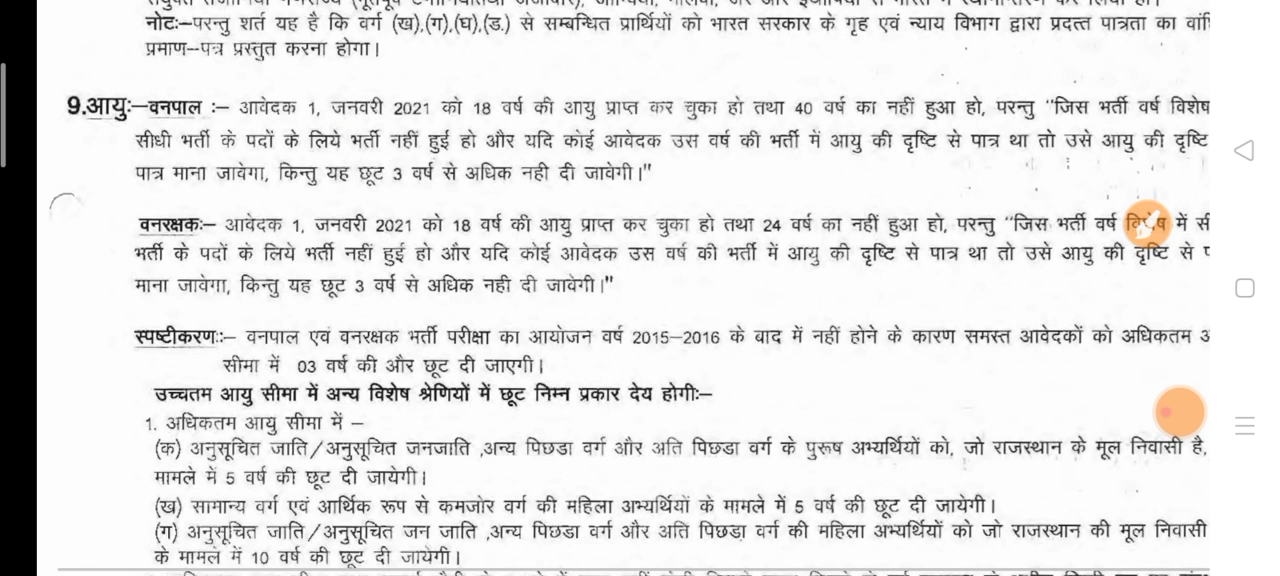 नोटः–परन्तु शर्त यह है कि वर्ग (ख),(ग),(घ),(ड.) से सम्बन्धित प्रार्थियों को भारत सरकार के गृह एवं न्याय विभाग द्वारा प्रदत्त पात्रता का
प्रमाण–पत्र प्रस्तुत करना होगा।
9.आयुः–वनपाल :– आवेदक 1, जनवरी 2021 को 18 वर्ष की आयु प्राप्त कर चुका हो तथा 40 वर्ष का नहीं हुआ हो, परन्तु "जिस भर्ती वर्ष विशेष
सीधी भर्ती के पदों के लिये भर्ती नहीं हुई हो और यदि कोई आवेदक उस वर्ष की भर्ती में आयु की दृष्टि से पात्र था तो उसे आयु की दृष्टि
पात्र माना जावेगा, किन्तु यह छूट 3 वर्ष से अधिक नही दी जावेगी।"
वनरक्षकः– आवेदक 1, जनवरी 2021 को 18 वर्ष की आयु प्राप्त कर चुका हो तथा 24 वर्ष का नहीं हुआ हो, परन्तु "जिस भर्ती वर्ष में
भर्ती के पदों के लिये भर्ती नहीं हुई हो और यदि कोई आवेदक उस वर्ष की भर्ती में आयु की दृष्टि से पात्र था तो उसे आयु की दृष्टि से
माना जावेगा, किन्तु यह छूट 3 वर्ष से अधिक नही दी जावेगी।"
स्पष्टीकरणः– वनपाल एवं वनरक्षक भर्ती परीक्षा का आयोजन वर्ष 2015–2016 के बाद में नहीं होने के कारण समस्त आवेदकों को अधिकतम
सीमा में 03 वर्ष की और छूट दी जाएगी।
उच्चतम आयु सीमा में अन्य विशेष श्रेणियों में छूट निम्न प्रकार देय होगीः–
1. अधिकतम आयु सीमा में –
(क) अनुसूचित जाति/अनुसूचित जनजाति ,अन्य पिछडा वर्ग और अति पिछडा वर्ग के पुरूष अभ्यर्थियों को, जो राजस्थान के मूल निवासी है,
मामले में 5 वर्ष की छूट दी जायेगी।
(ख) सामान्य वर्ग एवं आर्थिक रूप से कमजोर वर्ग की महिला अभ्यर्थियों के मामले में 5 वर्ष की छूट दी जायेगी।
(ग) अनुसूचित जाति/अनुसूचित जन जाति ,अन्य पिछडा वर्ग और अति पिछड़ा वर्ग की महिला अभ्यर्थियों को जो राजस्थान की मूल निवासी
के मामले में 10 वर्ष की छूट दी जायेगी।